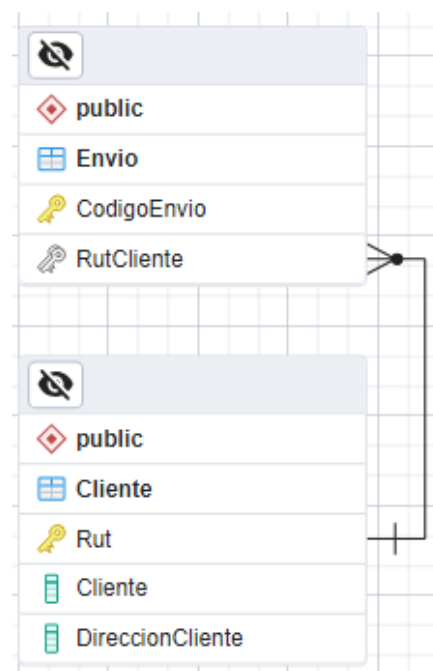 public
Envio
CodigoEnvio
RutCliente
public
Cliente
Rut
Cliente
DireccionCliente